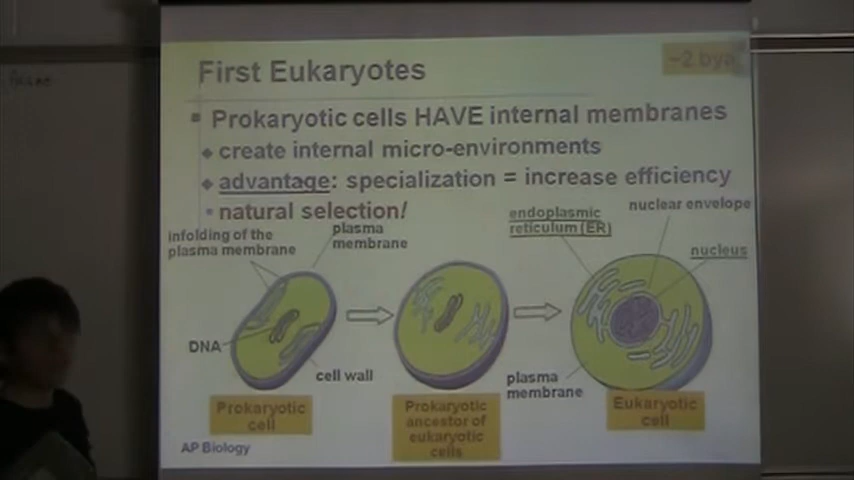 First Eukaryotes
~2 bya
Prokaryotic cells HAVE internal membranes
create internal micro-environments
advantage: specialization = increase efficiency
natural selection!
infolding of the
plasma membrane
plasma
membrane
endoplasmic
reticulum (ER)
nuclear envelope
nucleus
DNA
cell wall
plasma
membrane
Prokaryotic
cell
Prokaryotic
ancestor of
eukaryotic
cells
Eukaryotic
cell
AP Biology